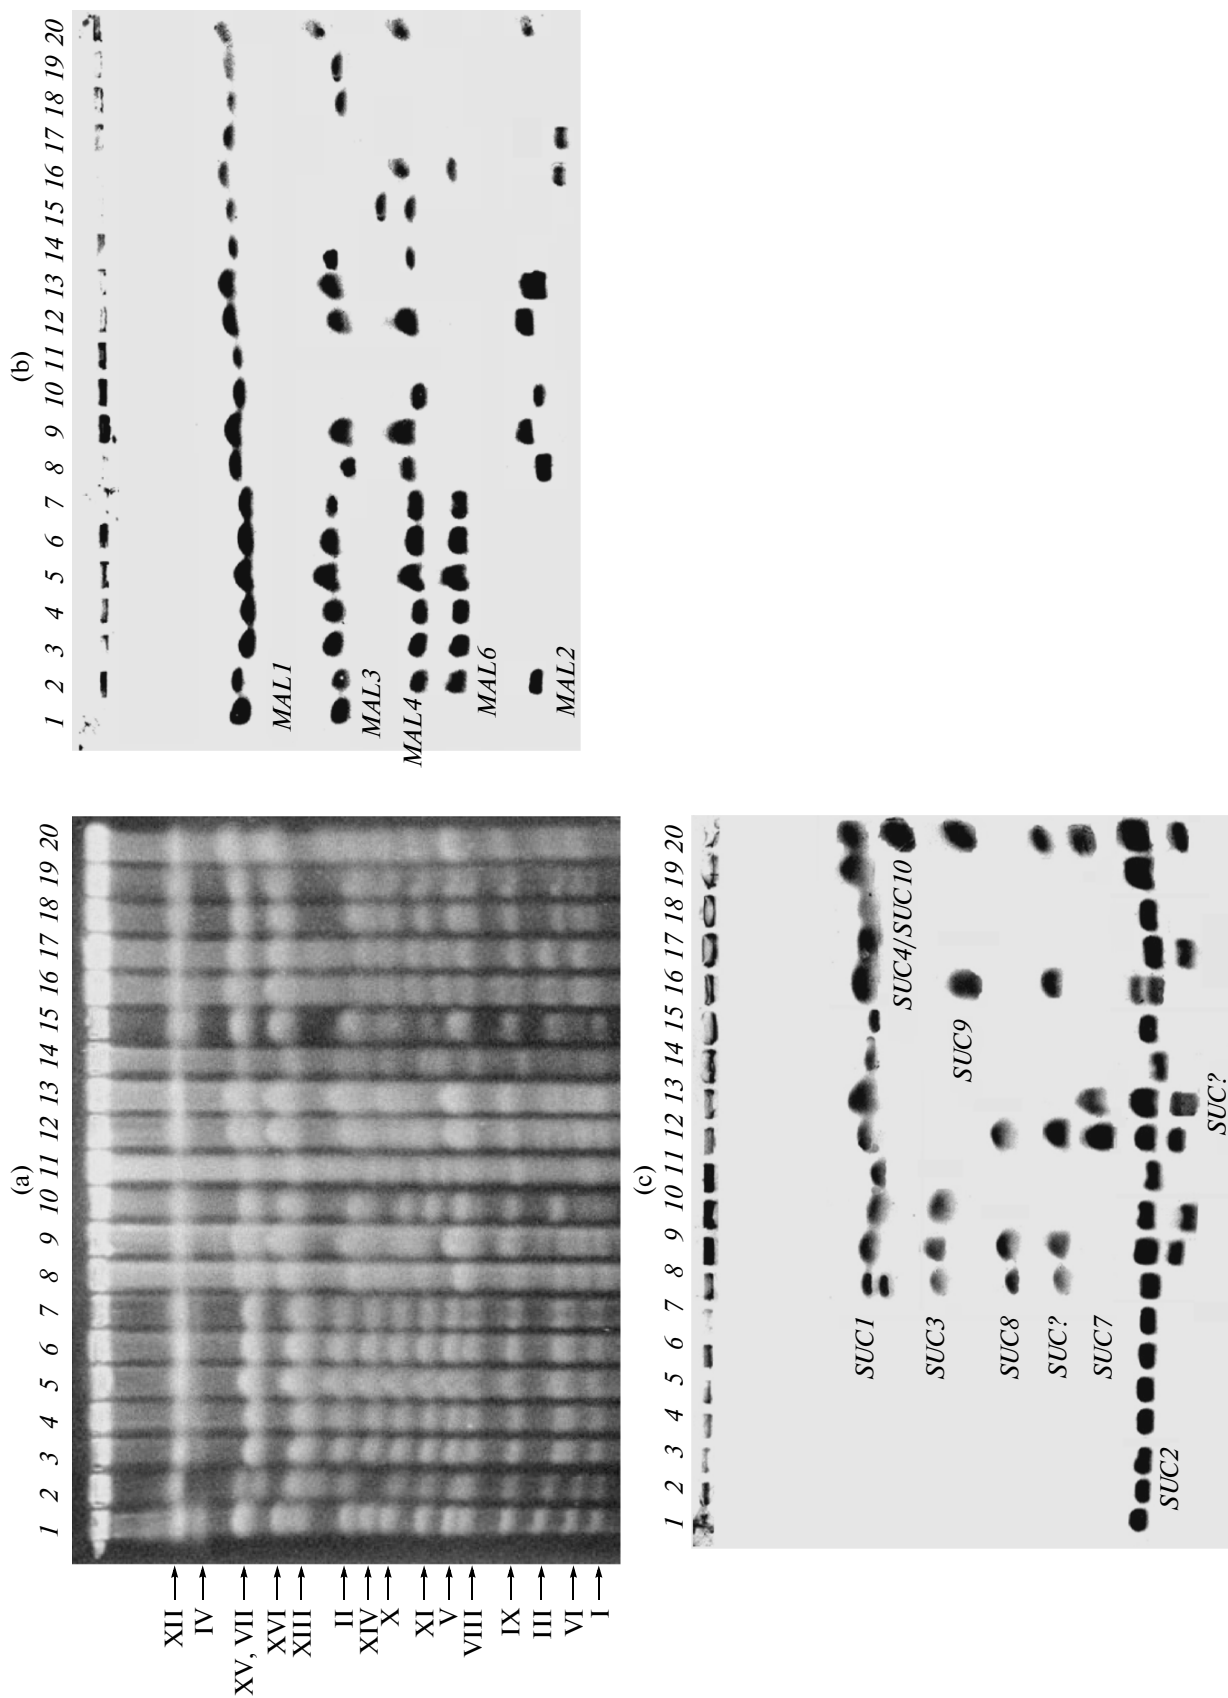 (a)
1 2 3 4 5 6 7 8 9 10 11 12 13 14 15 16 17 18 19 20
XII
IV
XV, VII
XVI
XIII
II
XIV
X
XI
V
VIII
IX
III
VI
I
(b)
1 2 3 4 5 6 7 8 9 10 11 12 13 14 15 16 17 18 19 20
MAL1
MAL3
MAL4
MAL6
MAL2
(c)
1 2 3 4 5 6 7 8 9 10 11 12 13 14 15 16 17 18 19 20
SUC1
SUC4/SUC10
SUC3
SUC9
SUC8
SUC?
SUC7
SUC2
SUC?